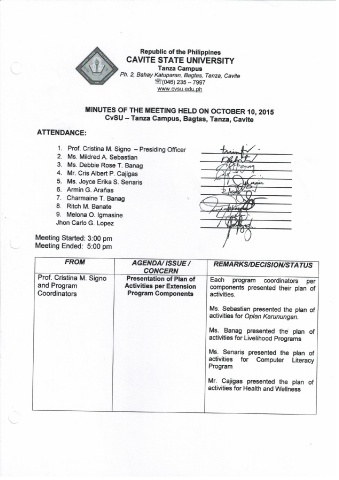 Republic of the Philippines
CAVITE STATE UNIVERSITY
Tanza Campus
Ph. 2, Bahay Katuparan, Bagtas, Tanza, Cavite
(046) 235 – 7997
www.cvsu.edu.ph
MINUTES OF THE MEETING HELD ON OCTOBER 10, 2015
CvSU – Tanza Campus, Bagtas, Tanza, Cavite
ATTENDANCE:
1. Prof. Cristina M. Signo – Presiding Officer
2. Ms. Mildred A. Sebastian
3. Ms. Debbie Rose T. Banag
4. Mr. Cris Albert P. Cajigas
5. Ms. Joyce Erika S. Senaris
6. Armin G. Arañas
7. Charmaine T. Banag
8. Ritch M. Banate
9. Melona O. Igmasine
Jhon Carlo G. Lopez
Meeting Started: 3:00 pm
Meeting Ended: 5:00 pm
FROM
AGENDA/ ISSUE /
CONCERN
REMARKS/DECISION/STATUS
Prof. Cristina M. Signo
and Program
Coordinators
Presentation of Plan of
Activities per Extension
Program Components
Each program coordinators per
components presented their plan of
activities.
Ms. Sebastian presented the plan of
activities for Oplan Karunungan.
Ms. Banag presented the plan of
activities for Livelihood Programs
Ms. Senaris presented the plan of
activities for Computer Literacy
Program
Mr. Cajigas presented the plan of
activities for Health and Wellness